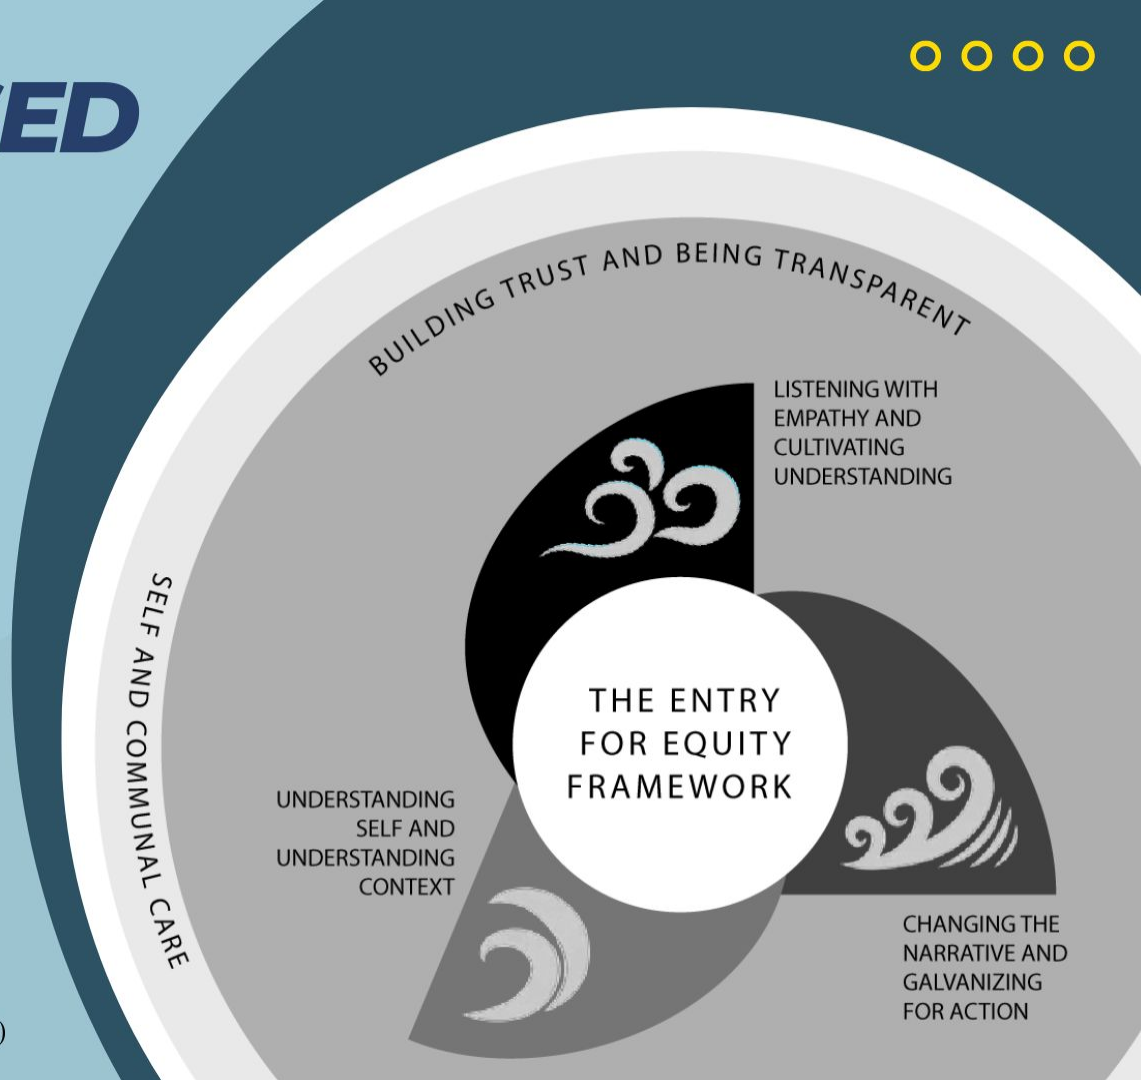 BUILDING TRUST AND BEING TRANSPARENT
LISTENING WITH
EMPATHY AND
CULTIVATING
UNDERSTANDING
SELF AND COMMUNAL CARE
THE ENTRY
FOR EQUITY
FRAMEWORK
UNDERSTANDING
SELF AND
UNDERSTANDING
CONTEXT
CHANGING THE
NARRATIVE AND
GALVANIZING
FOR ACTION
)